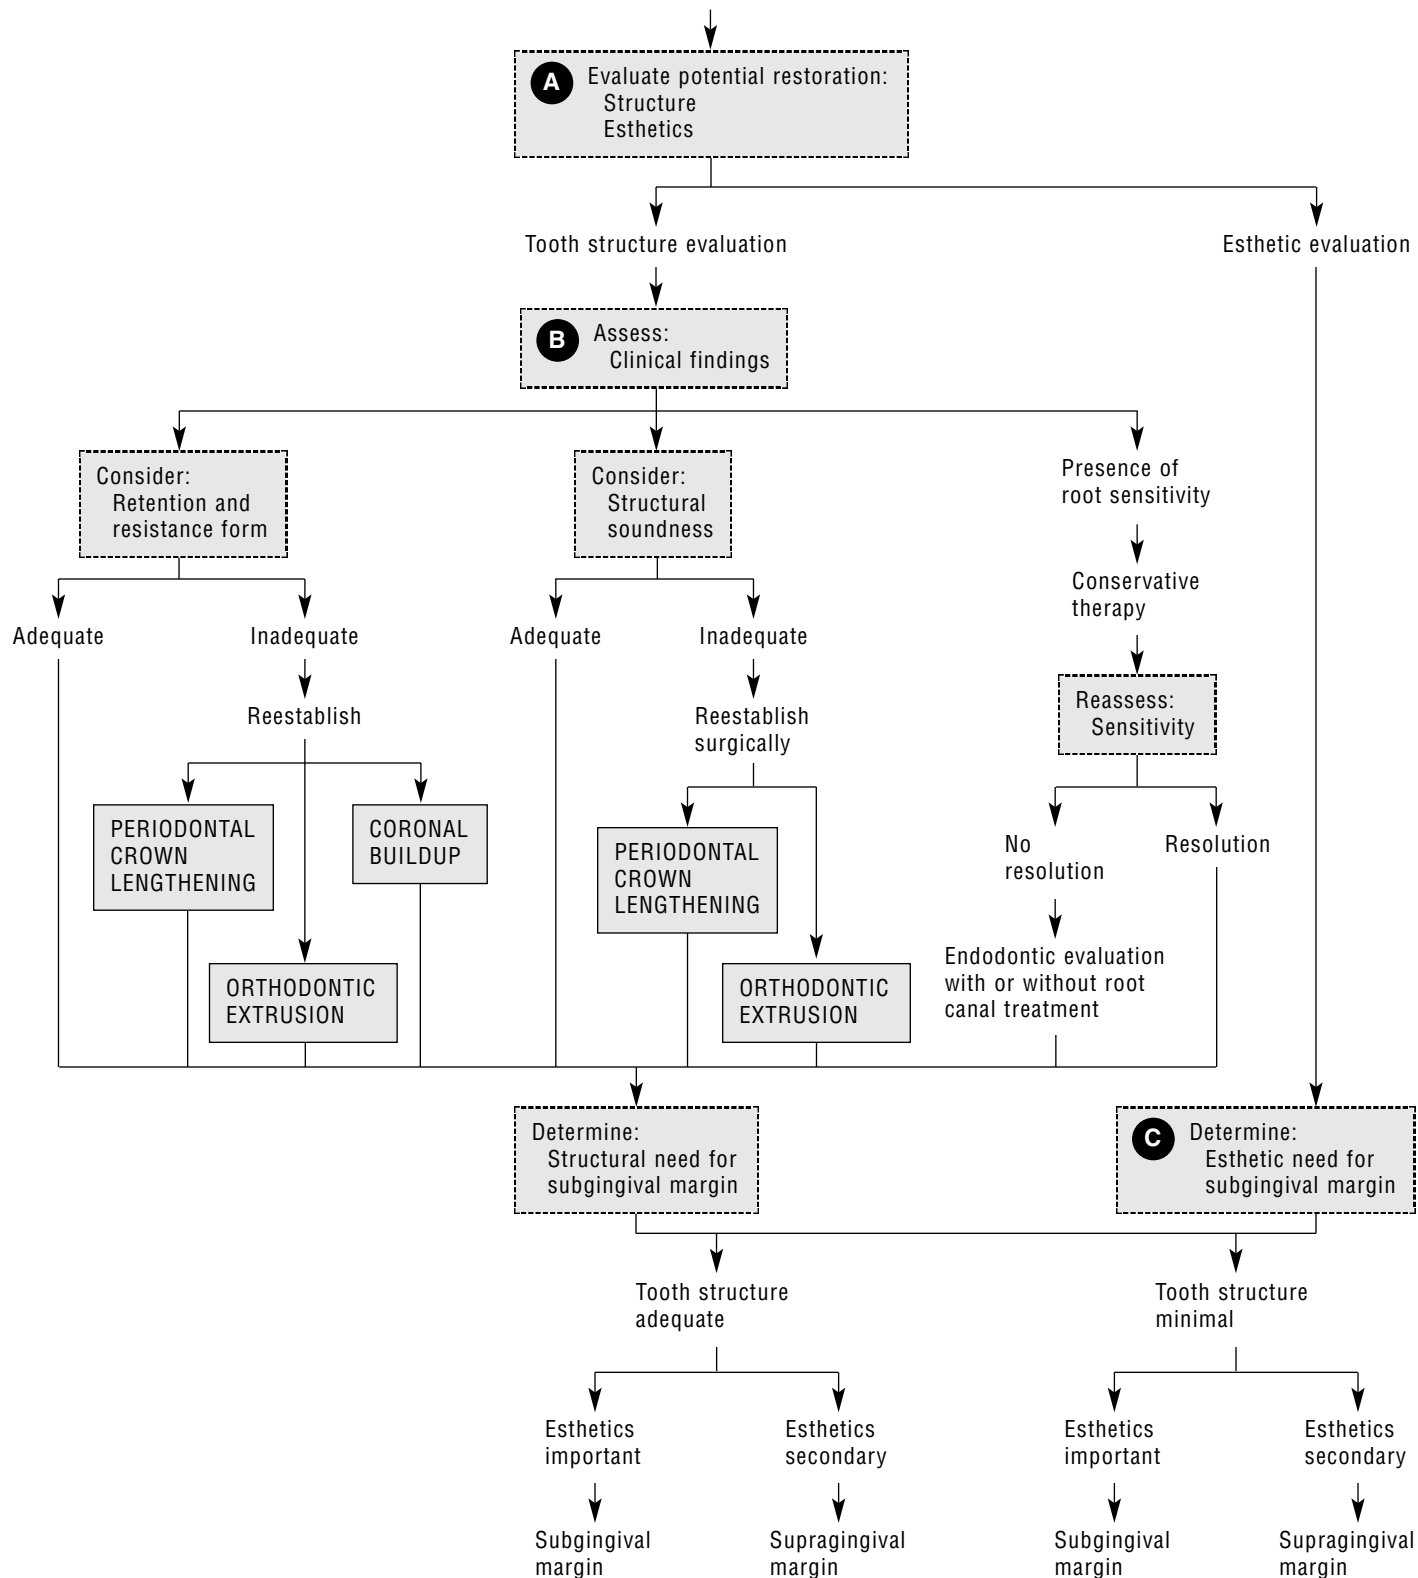 A
Evaluate potential restoration:
Structure
Esthetics
Tooth structure evaluation
Esthetic evaluation
B
Assess:
Clinical findings
Consider:
Retention and
resistance form
Consider:
Structural
soundness
Presence of
root sensitivity
Conservative
therapy
Adequate
Inadequate
Adequate
Inadequate
Reestablish
Reestablish
surgically
Reassess:
Sensitivity
PERIODONTAL
CROWN
LENGTHENING
CORONAL
BUILDUP
PERIODONTAL
CROWN
LENGTHENING
No
resolution
Resolution
ORTHODONTIC
EXTRUSION
ORTHODONTIC
EXTRUSION
Endodontic evaluation
with or without root
canal treatment
Determine:
Structural need for
subgingival margin
C
Determine:
Esthetic need for
subgingival margin
Tooth structure
adequate
Tooth structure
minimal
Esthetics
important
Esthetics
secondary
Esthetics
important
Esthetics
secondary
Subgingival
margin
Supragingival
margin
Subgingival
margin
Supragingival
margin